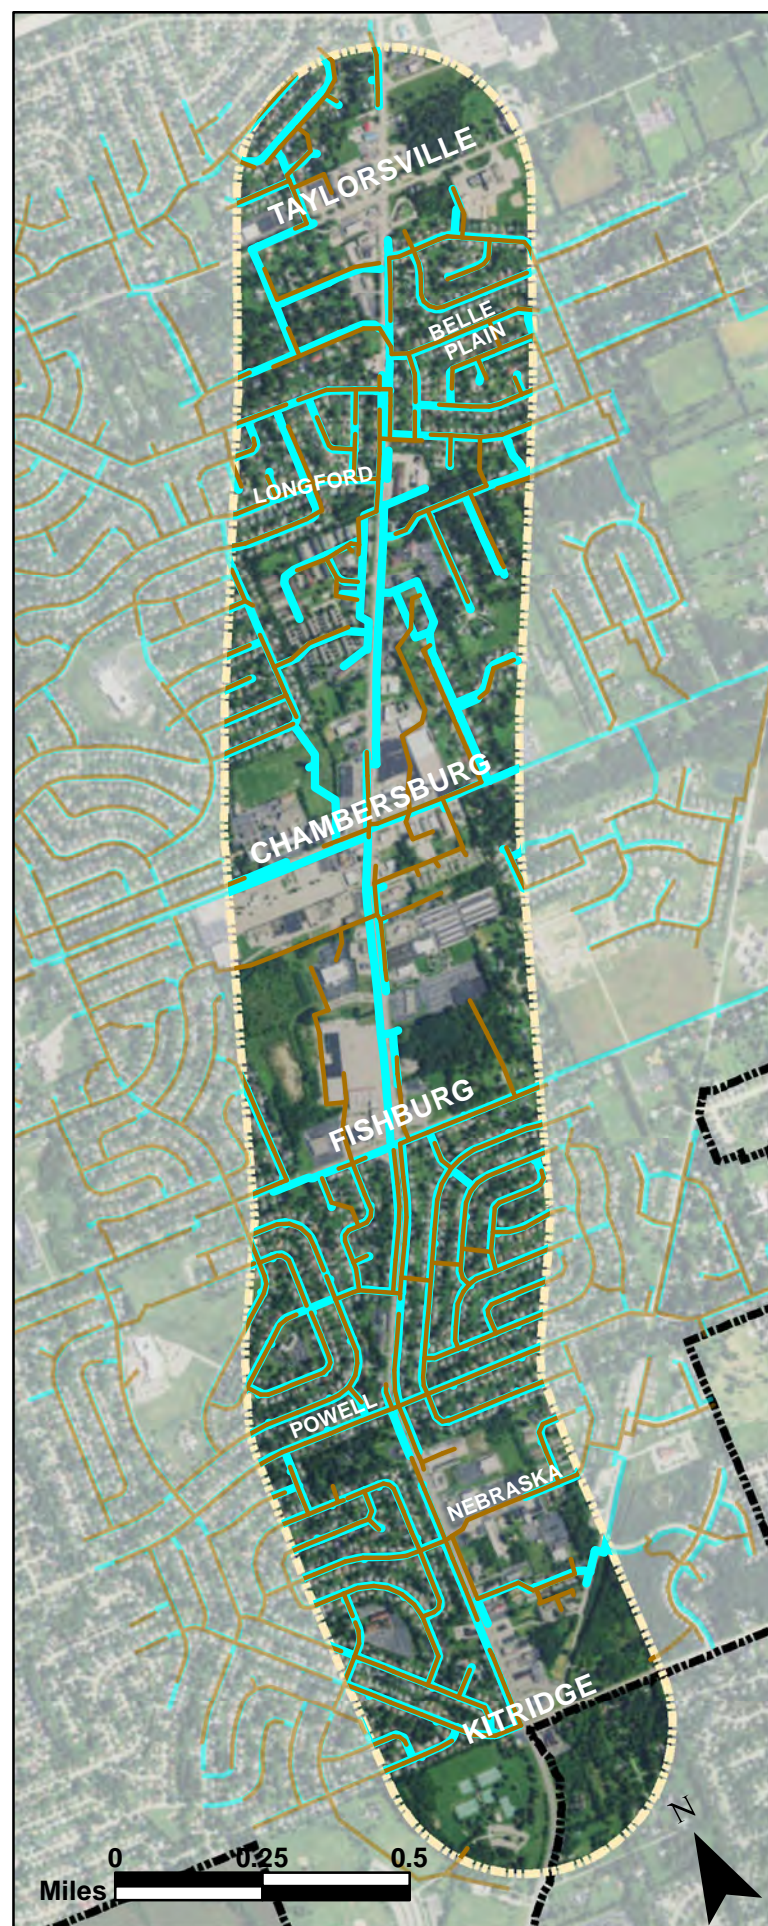 TAYLORSVILLE
BELLE
PLAIN
LONGFORD
CHAMBERSBURG
FISHBURG
POWELL
NEBRASKA
KITRIDGE
N
0 0.25 0.5
Miles